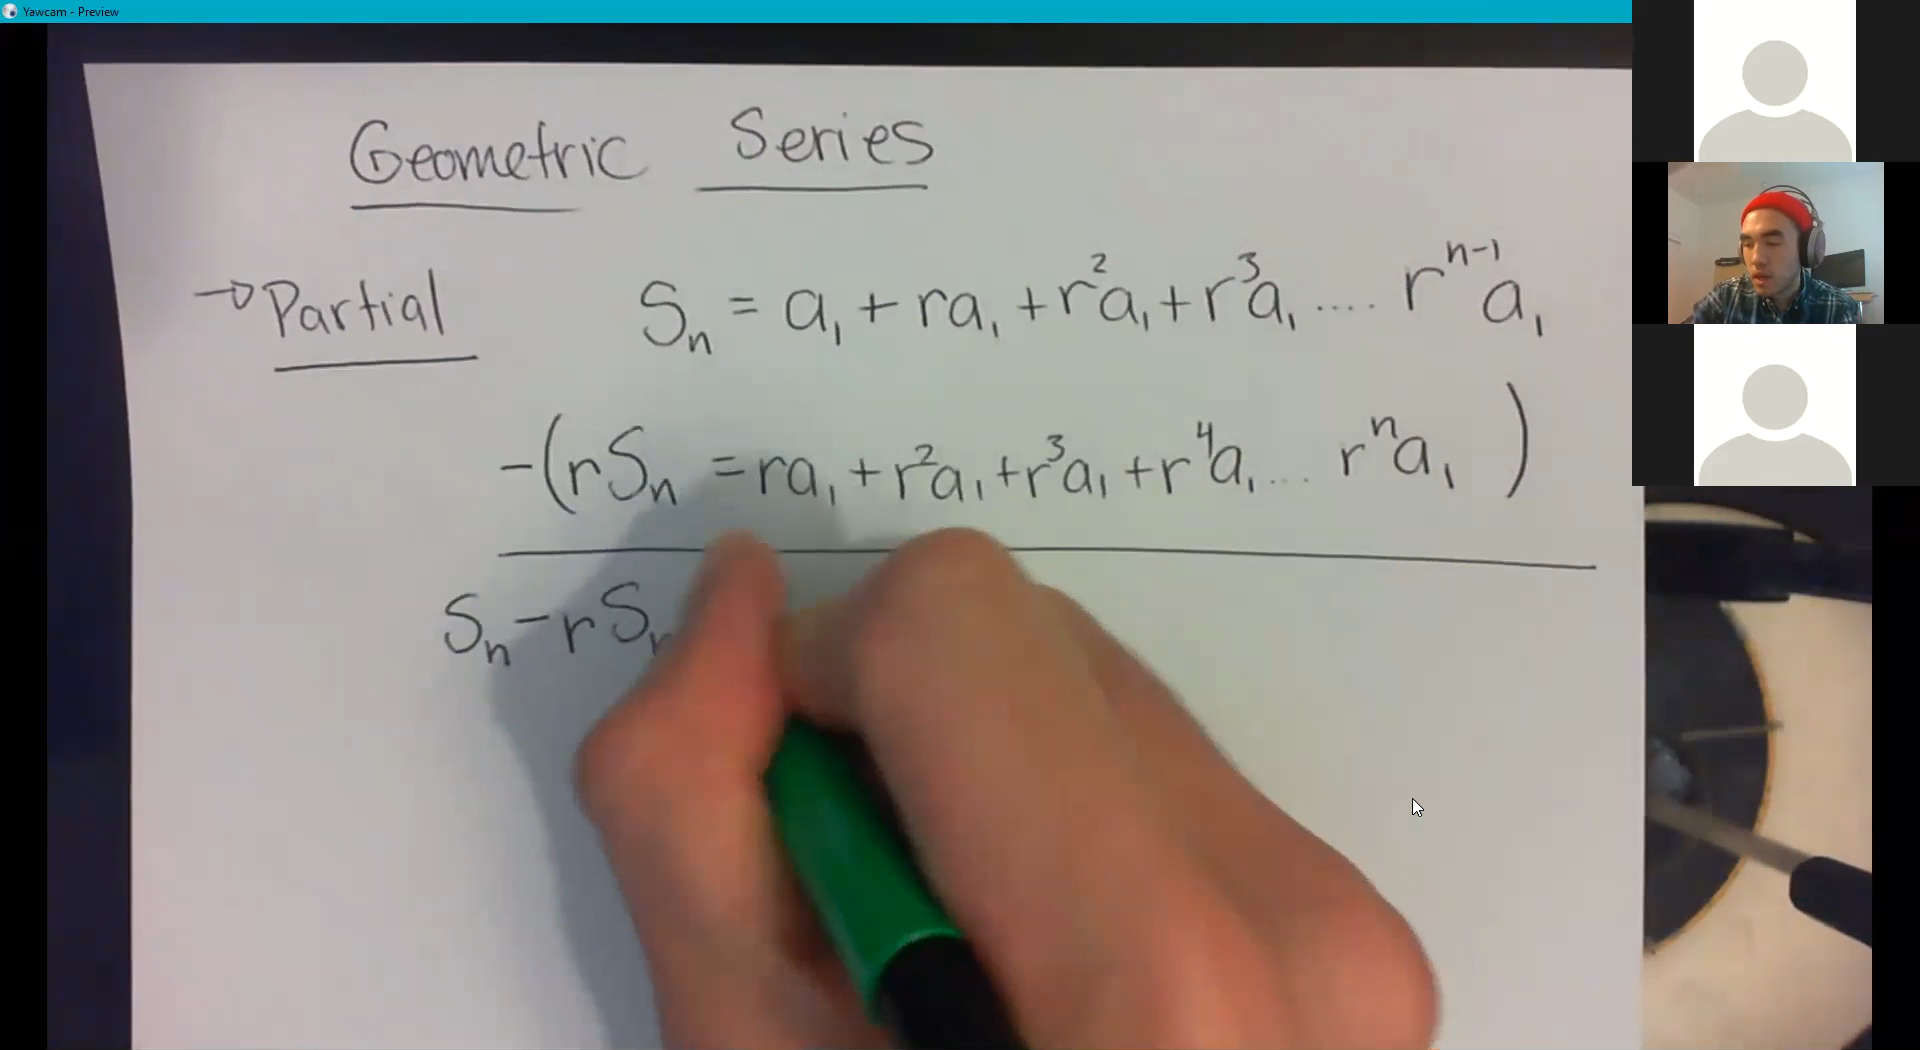 Yawcam - Preview
Geometric Series
→ Partial Sₙ = a₁ + ra₁ + r²a₁ + r³a₁ .... rⁿ⁻¹a₁
-(rSₙ = ra₁ + r²a₁ + r³a₁ + r⁴a₁ ... rⁿa₁ )
Sₙ - rSₙ